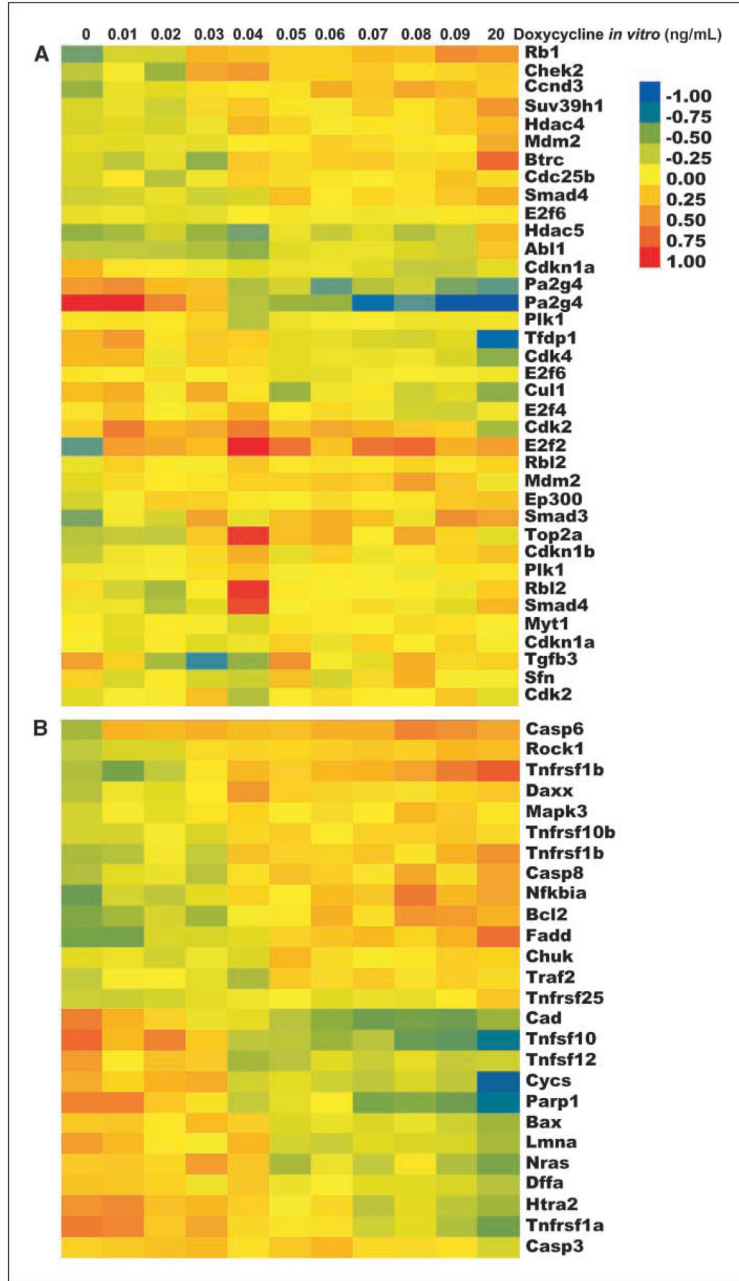 0 0.01 0.02 0.03 0.04 0.05 0.06 0.07 0.08 0.09 20 Doxycycline in vitro (ng/mL)
A
Rb1
Chek2
Ccnd3
Suv39h1
Hdac4
Mdm2
Btrc
Cdc25b
Smad4
E2f6
Hdac5
Abl1
Cdkn1a
Pa2g4
Pa2g4
Plk1
Tfdp1
Cdk4
E2f6
Cul1
E2f4
Cdk2
E2f2
Rbl2
Mdm2
Ep300
Smad3
Top2a
Cdkn1b
Plk1
Rbl2
Smad4
Myt1
Cdkn1a
Tgfb3
Sfn
Cdk2
-1.00
-0.75
-0.50
-0.25
0.00
0.25
0.50
0.75
1.00
B
Casp6
Rock1
Tnfrsf1b
Daxx
Mapk3
Tnfrsf10b
Tnfrsf1b
Casp8
Nfkbia
Bcl2
Fadd
Chuk
Traf2
Tnfrsf25
Cad
Tnfsf10
Tnfsf12
Cycs
Parp1
Bax
Lmna
Nras
Dffa
Htra2
Tnfrsf1a
Casp3